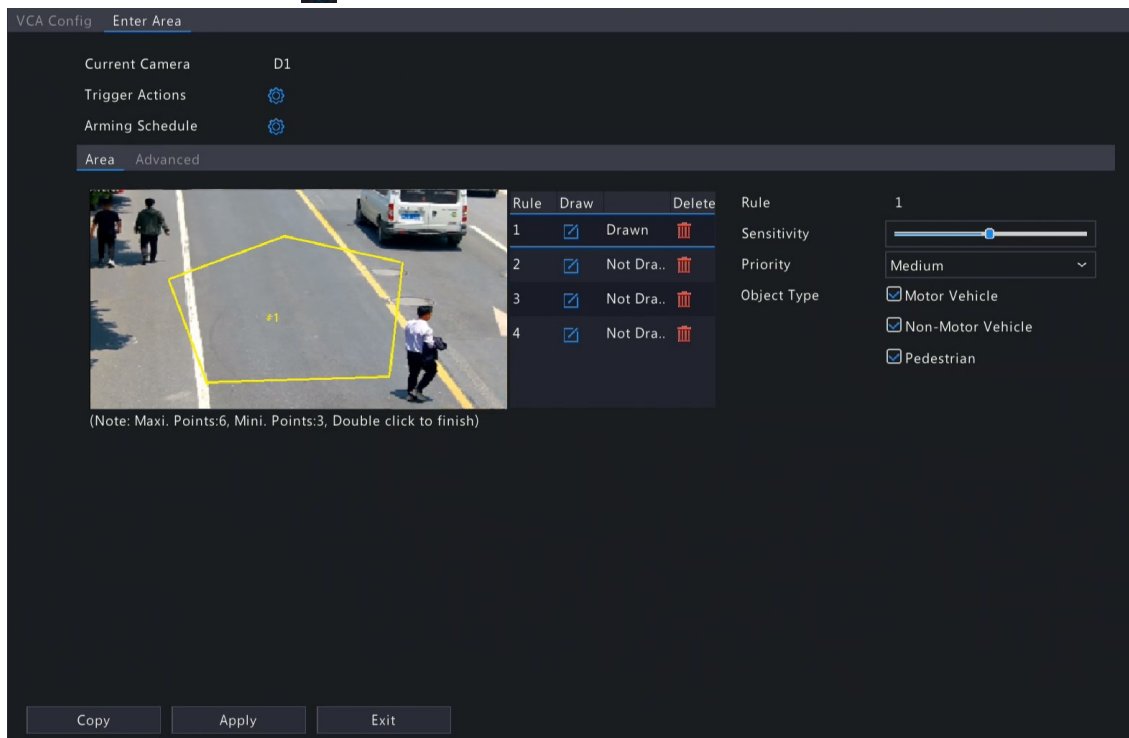 VCA Config Enter Area
Current Camera D1
Trigger Actions
Arming Schedule
Area Advanced
Rule Draw Delete
1 Drawn
2 Not Dra..
3 Not Dra..
4 Not Dra..
#1
(Note: Maxi. Points:6, Mini. Points:3, Double click to finish)
Rule 1
Sensitivity
Priority Medium
Object Type Motor Vehicle
Non-Motor Vehicle
Pedestrian
Copy Apply Exit